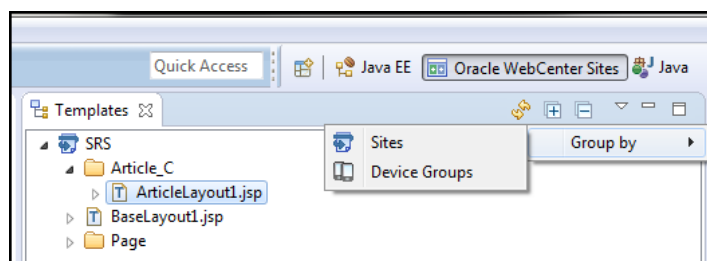 Quick Access
Java EE
Oracle WebCenter Sites
Java
Templates
SRS
Sites
Group by
Article_C
Device Groups
ArticleLayout1.jsp
BaseLayout1.jsp
Page